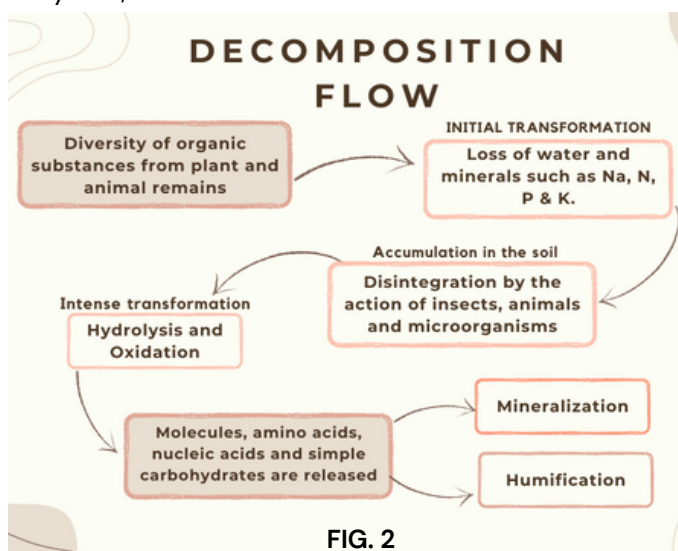 DECOMPOSITION
FLOW
Diversity of organic
substances from plant and
animal remains
INITIAL TRANSFORMATION
Loss of water and
minerals such as Na, N,
P & K.
Accumulation in the soil
Disintegration by the
action of insects, animals
and microorganisms
Intense transformation
Hydrolysis and
Oxidation
Molecules, amino acids,
nucleic acids and simple
carbohydrates are released
Mineralization
Humification
FIG. 2